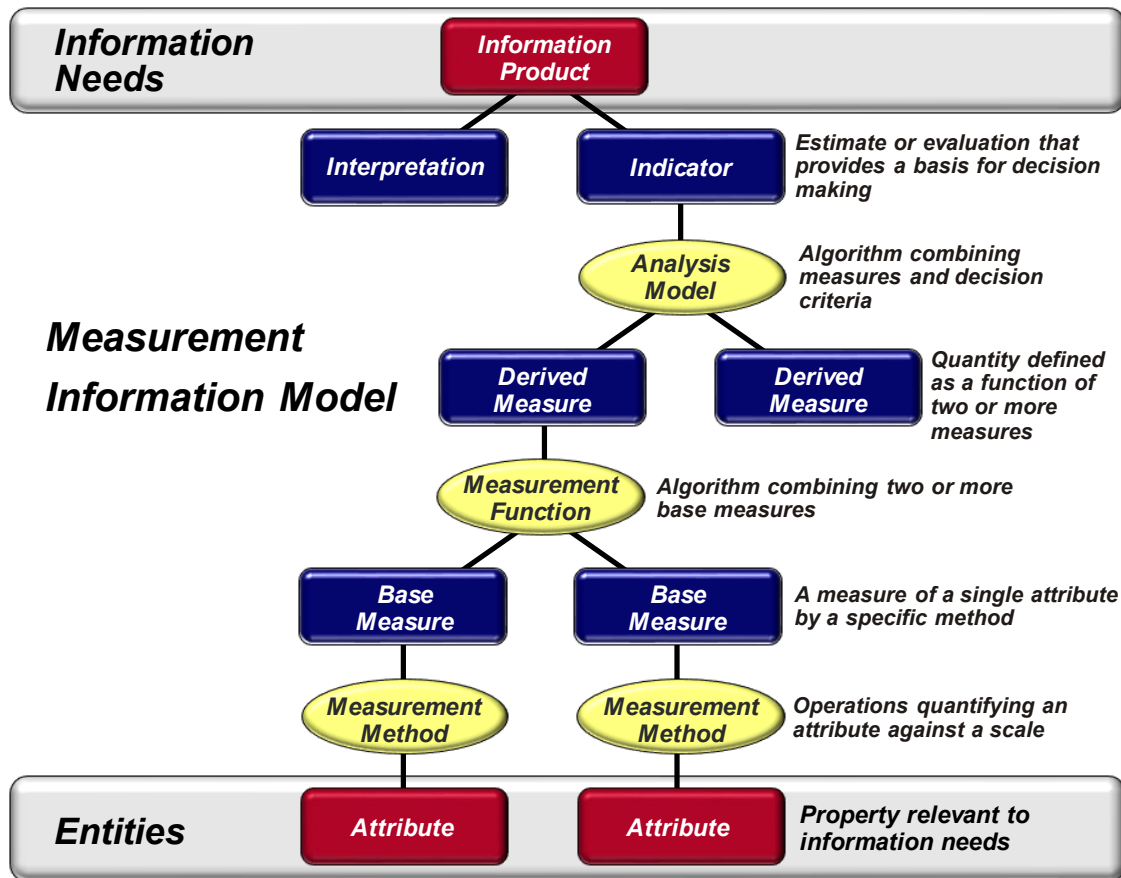 Information
Needs
Information
Product
Interpretation
Indicator
Estimate or evaluation that
provides a basis for decision
making
Analysis
Model
Algorithm combining
measures and decision
criteria
Measurement
Information Model
Derived
Measure
Derived
Measure
Quantity defined
as a function of
two or more
measures
Measurement
Function
Algorithm combining two or more
base measures
Base
Measure
Base
Measure
A measure of a single attribute
by a specific method
Measurement
Method
Measurement
Method
Operations quantifying an
attribute against a scale
Entities
Attribute
Attribute
Property relevant to
information needs